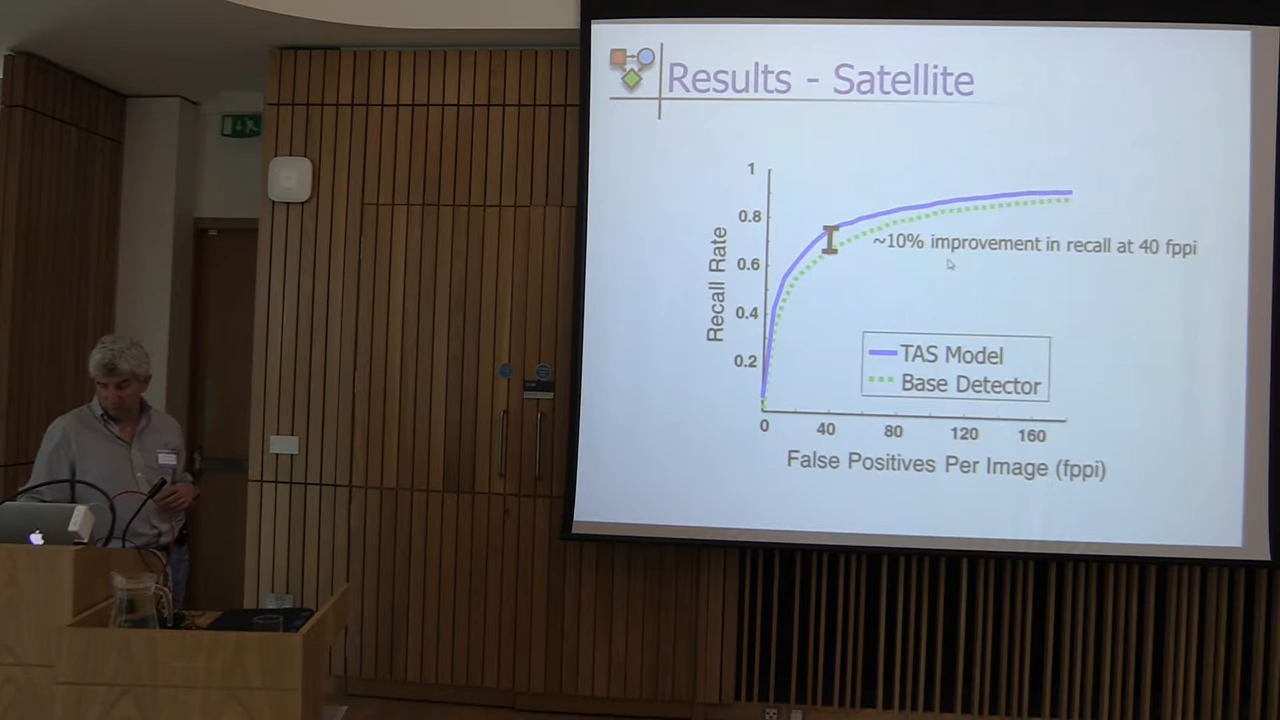 Results - Satellite
1
0.8
0.6
0.4
0.2
Recall Rate
~10% improvement in recall at 40 fppi
TAS Model
Base Detector
0 40 80 120 160
False Positives Per Image (fppi)